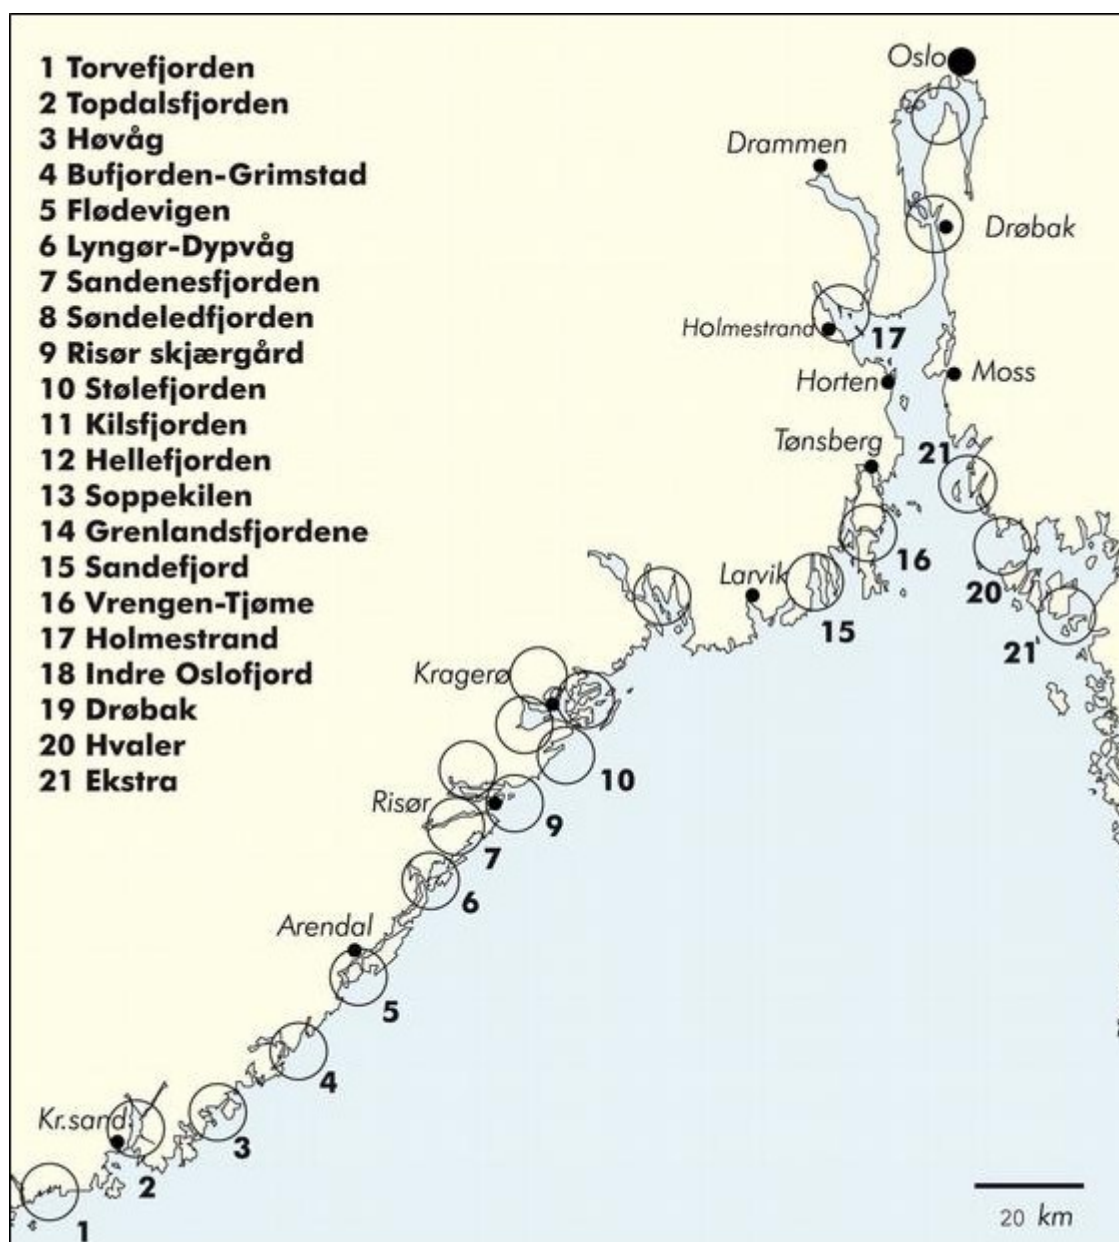 1 Torvefjorden
2 Topdalsfjorden
3 Høvåg
4 Bufjorden-Grimstad
5 Flødevigen
6 Lyngør-Dypvåg
7 Sandenesfjorden
8 Søndeledfjorden
9 Risør skjærgård
10 Stølefjorden
11 Kilsfjorden
12 Hellefjorden
13 Soppekilen
14 Grenlandsfjordene
15 Sandefjord
16 Vrengen-Tjøme
17 Holmestrand
18 Indre Oslofjord
19 Drøbak
20 Hvaler
21 Ekstra
Oslo
Drammen
Drøbak
Holmestrand
17
Horten
Moss
Tønsberg
21
16
Larvik
20
15
21
Kragerø
10
Risør
9
7
6
Arendal
5
4
Kr.sand.
3
2
1
20 km